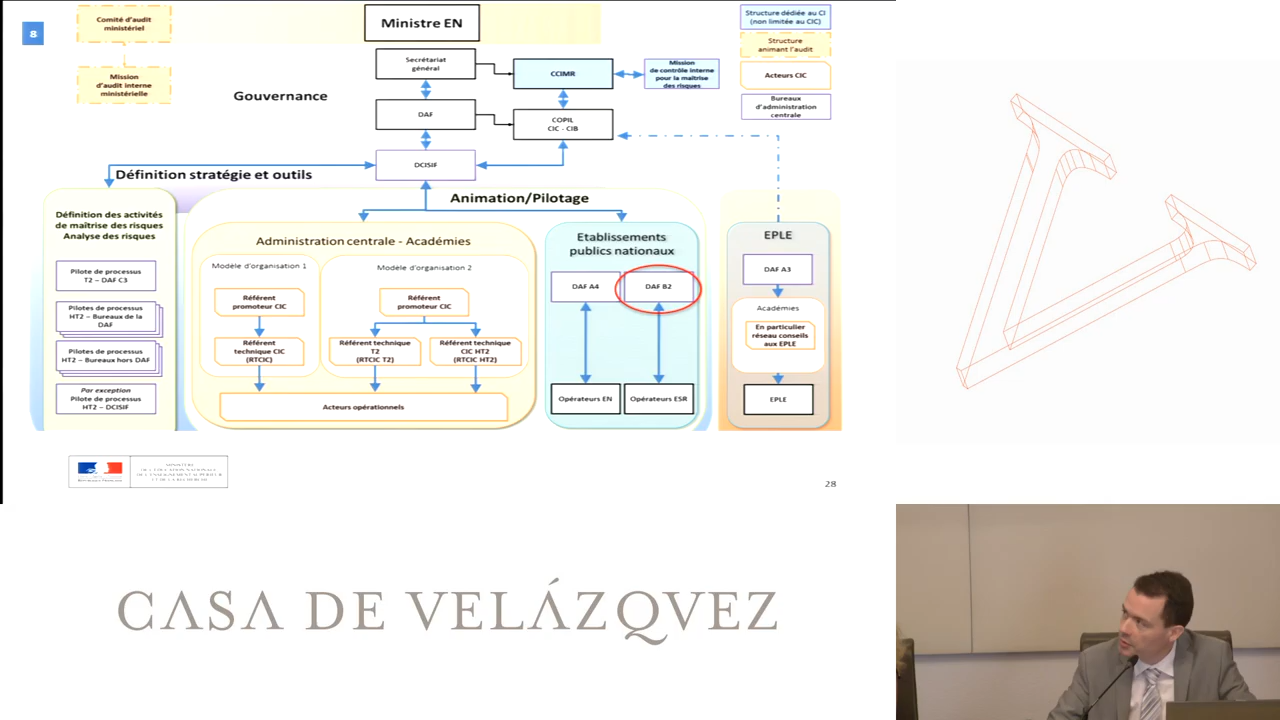 8
Comité d'audit
ministériel
Mission
d'audit interne
ministérielle
Ministre EN
Secrétariat
général
CCIMR
Mission
de contrôle interne
pour la maîtrise
des risques
Structure dédiée au CI
(non limitée au CIC)
Structure
animant l'audit
Acteurs CIC
Bureaux
d'administration
centrale
Gouvernance
DAF
COPIL
CIC - CIB
DCISIF
Définition stratégie et outils
Animation/Pilotage
Définition des activités
de maîtrise des risques
Analyse des risques
Pilote de processus
T2 – DAF C3
Pilotes de processus
HT2 – Bureaux de la
DAF
Pilotes de processus
HT2 – Bureaux hors DAF
Par exception
Pilote de processus
HT2 – DCISIF
Administration centrale - Académies
Modèle d'organisation 1
Référent
promoteur CIC
Référent
technique CIC
(RTCIC)
Modèle d'organisation 2
Référent
promoteur CIC
Référent technique
T2
(RTCIC T2)
Référent technique
CIC HT2
(RTCIC HT2)
Acteurs opérationnels
Etablissements
publics nationaux
DAF A4
DAF B2
Opérateurs EN
Opérateurs ESR
EPLE
DAF A3
Académies
En particulier
réseau conseils
aux EPLE
EPLE
28
CASA DE VELÁZQVEZ